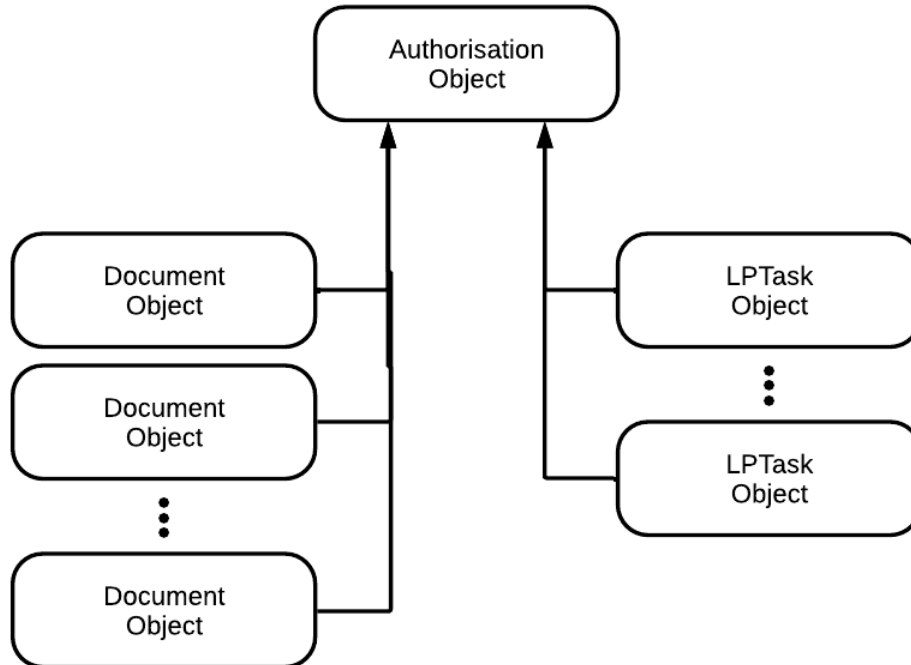 Authorisation
Object
Document
Object
LPTask
Object
Document
Object
LPTask
Object
Document
Object